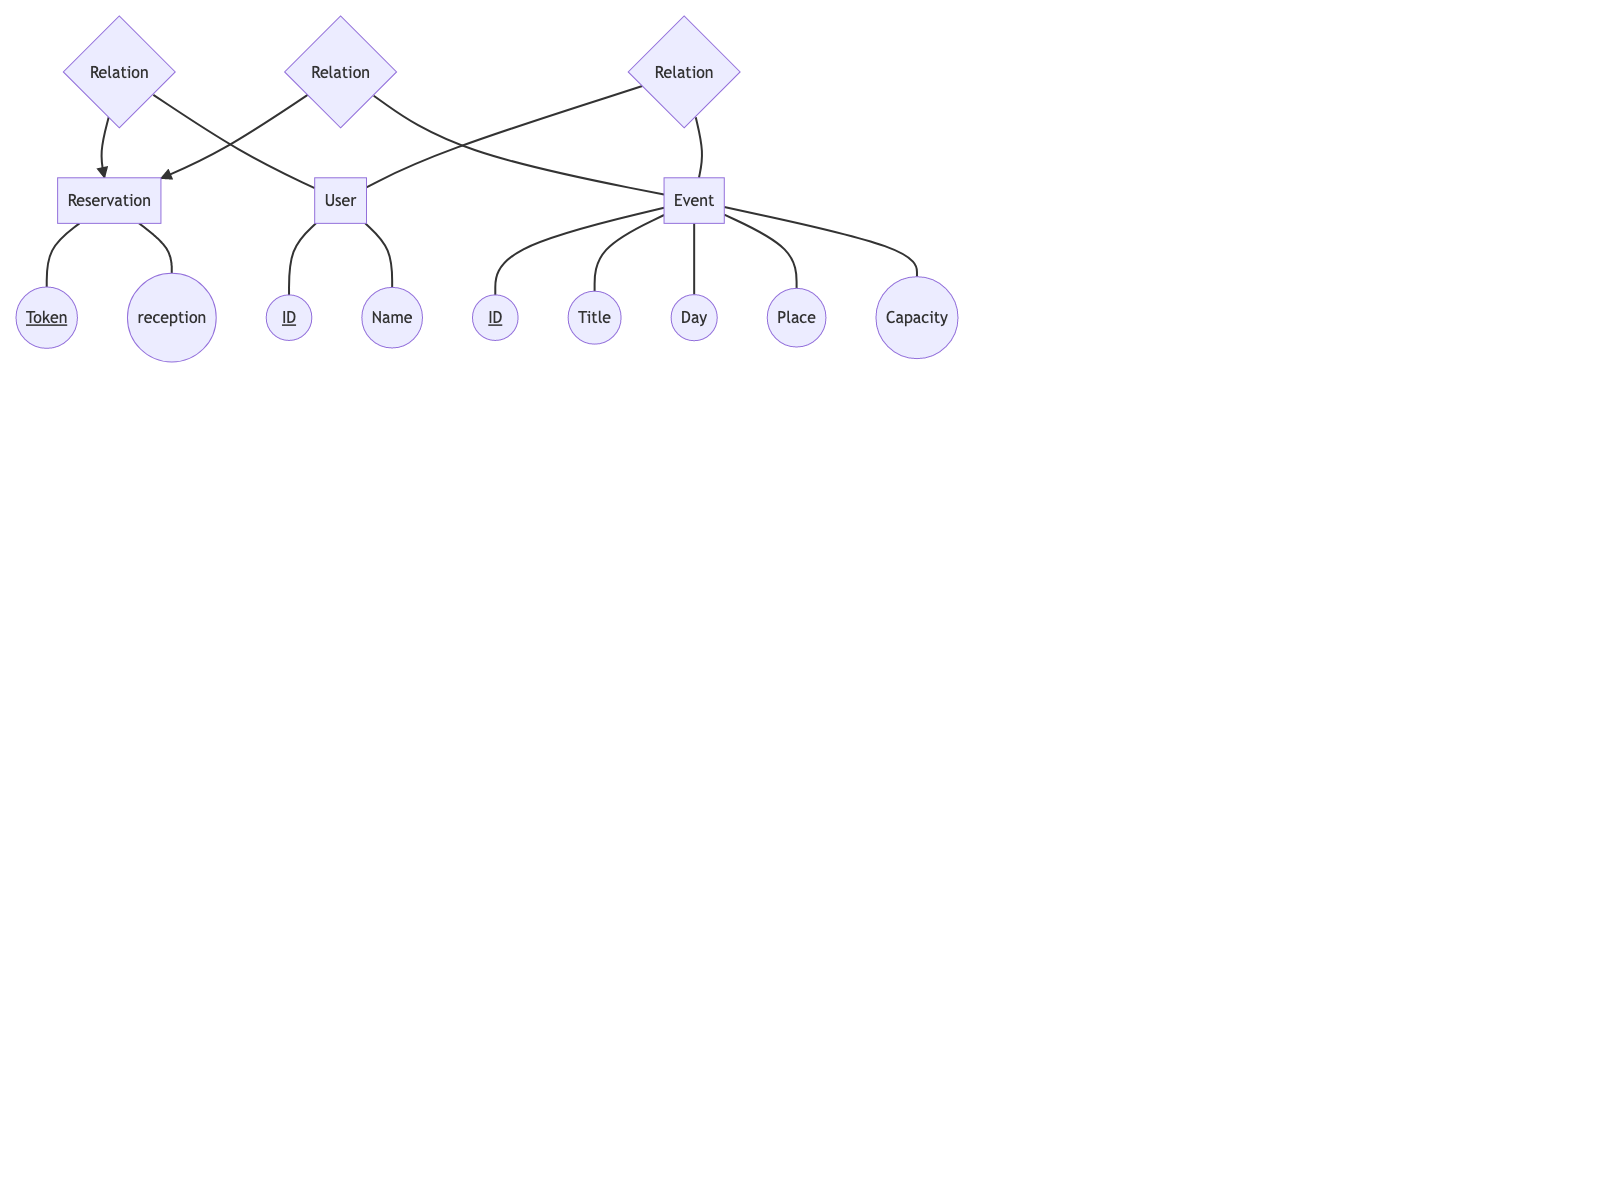 Relation
Relation
Relation
Reservation
User
Event
Token
reception
ID
Name
ID
Title
Day
Place
Capacity